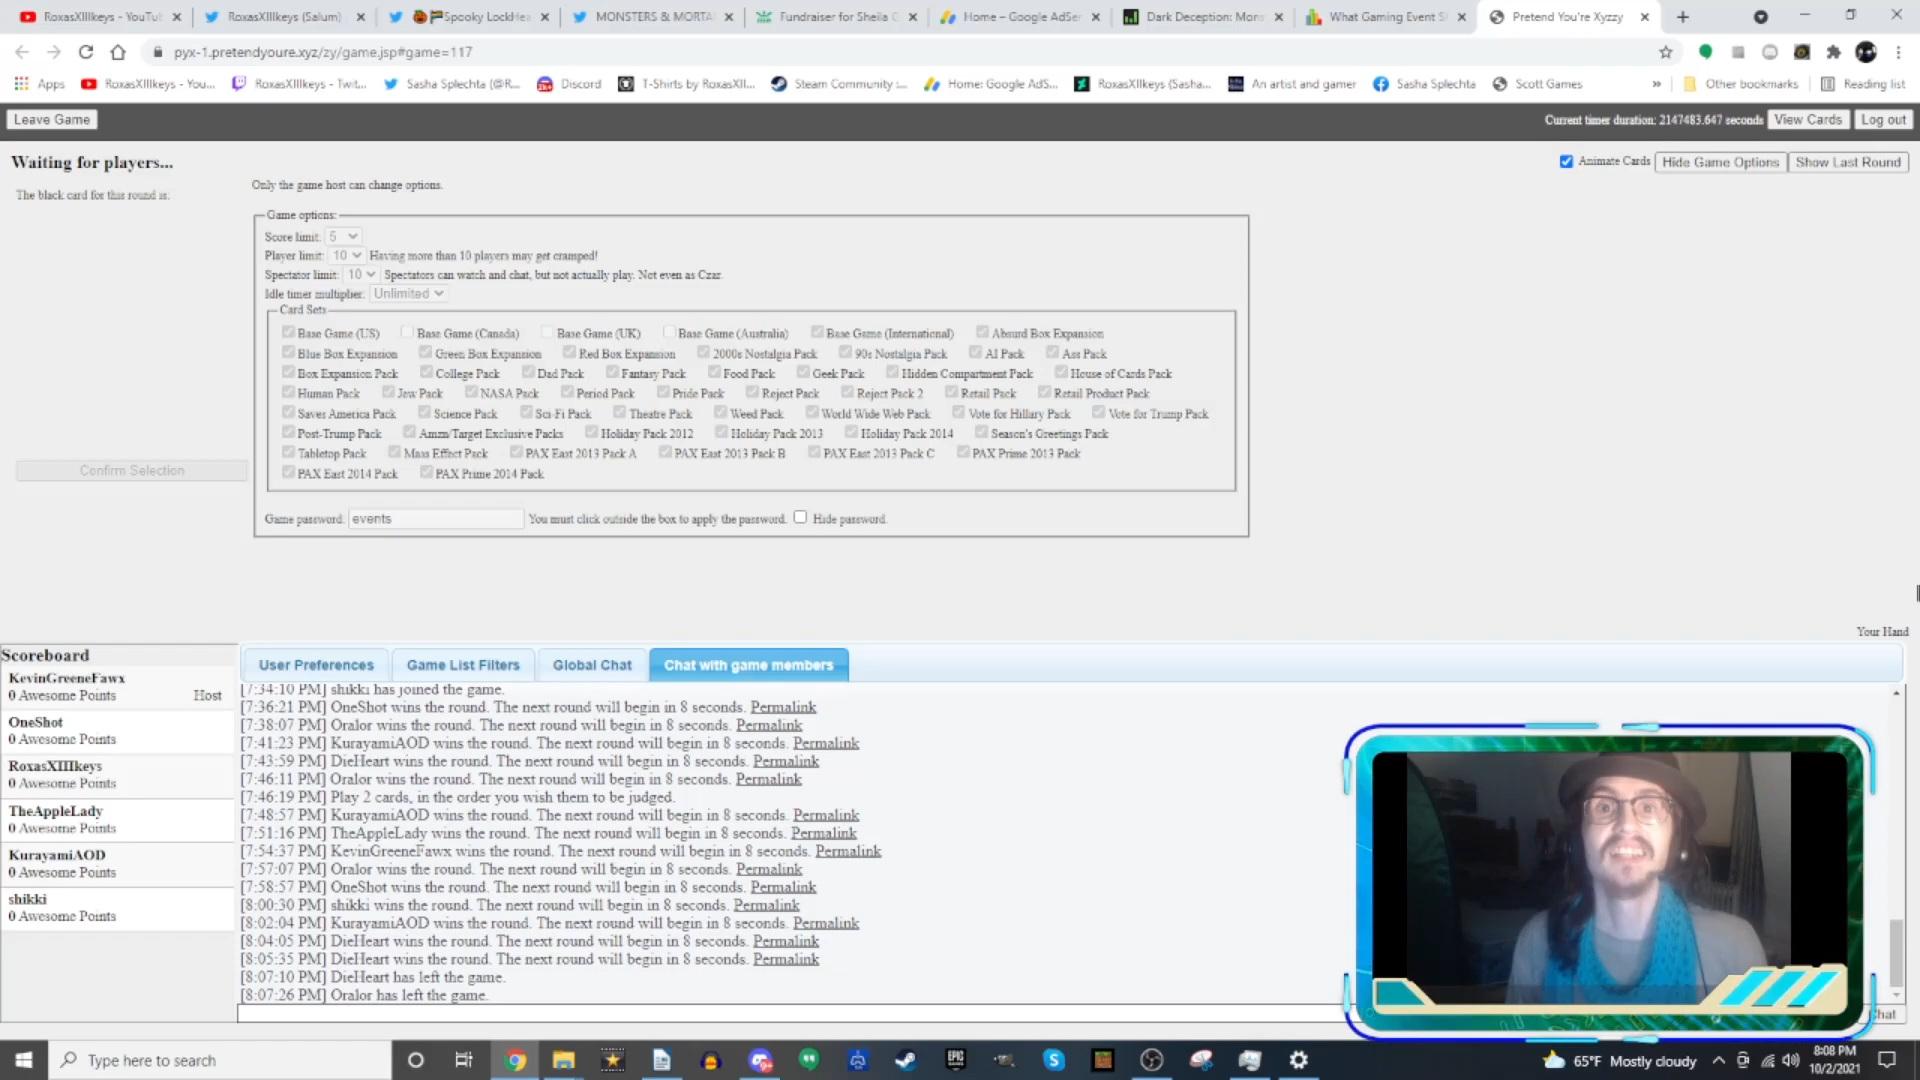 RoxasXIIIkeys - YouTu
RoxasXIIIkeys (Salum)
Spooky LockHea
MONSTERS & MORTA
Fundraiser for Sheila G
Home – Google AdSen
Dark Deception: Mons
What Gaming Event S
Pretend You're Xyzzy
pyx-1.pretendyoure.xyz/zy/game.jsp#game=117
Apps
RoxasXIIIkeys - You...
RoxasXIIIkeys - Twit...
Sasha Splechta (@R...
Discord
T-Shirts by RoxasXII...
Steam Community :...
Home: Google AdS...
RoxasXIIkeys (Sasha...
An artist and gamer
Sasha Splechta
Scott Games
»
Other bookmarks
Reading list
Leave Game
Current timer duration: 2147483.647 seconds
View Cards
Log out
Waiting for players...
Animate Cards
Hide Game Options
Show Last Round
The black card for this round is:
Only the game host can change options.
Game options:
Score limit: 5
Player limit: 10 Having more than 10 players may get cramped!
Spectator limit: 10 Spectators can watch and chat, but not actually play. Not even as Czar.
Idle timer multiplier: Unlimited
Card Sets
Base Game (US) Base Game (Canada) Base Game (UK) Base Game (Australia) Base Game (International) Absurd Box Expansion
Blue Box Expansion Green Box Expansion Red Box Expansion 2000s Nostalgia Pack 90s Nostalgia Pack AI Pack Ass Pack
Box Expansion Pack College Pack Dad Pack Fantasy Pack Food Pack Geek Pack Hidden Compartment Pack House of Cards Pack
Human Pack Jew Pack NASA Pack Period Pack Pride Pack Reject Pack Reject Pack 2 Retail Pack Retail Product Pack
Saves America Pack Science Pack Sci-Fi Pack Theatre Pack Weed Pack World Wide Web Pack Vote for Hillary Pack Vote for Trump Pack
Post-Trump Pack Amzn/Target Exclusive Packs Holiday Pack 2012 Holiday Pack 2013 Holiday Pack 2014 Season's Greetings Pack
Tabletop Pack Mass Effect Pack PAX East 2013 Pack A PAX East 2013 Pack B PAX East 2013 Pack C PAX Prime 2013 Pack
PAX East 2014 Pack PAX Prime 2014 Pack
Confirm Selection
Game password: events You must click outside the box to apply the password. Hide password.
Your Hand
Scoreboard
KevinGreeneFawx
0 Awesome Points Host
OneShot
0 Awesome Points
RoxasXIIIkeys
0 Awesome Points
TheAppleLady
0 Awesome Points
KurayamiAOD
0 Awesome Points
shikki
0 Awesome Points
User Preferences
Game List Filters
Global Chat
Chat with game members
[7:34:10 PM] shikki has joined the game.
[7:36:21 PM] OneShot wins the round. The next round will begin in 8 seconds. Permalink
[7:38:07 PM] Oralor wins the round. The next round will begin in 8 seconds. Permalink
[7:41:23 PM] KurayamiAOD wins the round. The next round will begin in 8 seconds. Permalink
[7:43:59 PM] DieHeart wins the round. The next round will begin in 8 seconds. Permalink
[7:46:11 PM] Oralor wins the round. The next round will begin in 8 seconds. Permalink
[7:46:19 PM] Play 2 cards, in the order you wish them to be judged.
[7:48:57 PM] KurayamiAOD wins the round. The next round will begin in 8 seconds. Permalink
[7:51:16 PM] TheAppleLady wins the round. The next round will begin in 8 seconds. Permalink
[7:54:37 PM] KevinGreeneFawx wins the round. The next round will begin in 8 seconds. Permalink
[7:57:07 PM] Oralor wins the round. The next round will begin in 8 seconds. Permalink
[7:58:57 PM] OneShot wins the round. The next round will begin in 8 seconds. Permalink
[8:00:30 PM] shikki wins the round. The next round will begin in 8 seconds. Permalink
[8:02:04 PM] KurayamiAOD wins the round. The next round will begin in 8 seconds. Permalink
[8:04:05 PM] DieHeart wins the round. The next round will begin in 8 seconds. Permalink
[8:05:35 PM] DieHeart wins the round. The next round will begin in 8 seconds. Permalink
[8:07:10 PM] DieHeart has left the game.
[8:07:26 PM] Oralor has left the game.
hat
Type here to search
EPIC
65°F Mostly cloudy
8:08 PM
10/2/2021